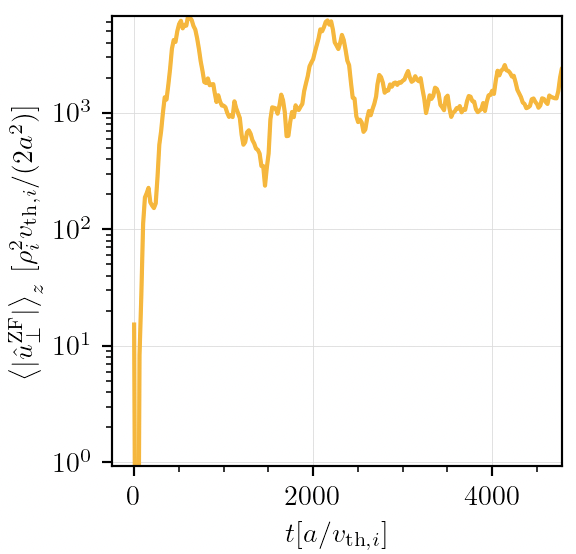 10³
10²
10¹
10⁰
⟨|û⊥^ZF|⟩_z [ρ_i² v_th,i/(2a²)]
0 2000 4000
t[a/v_th,i]